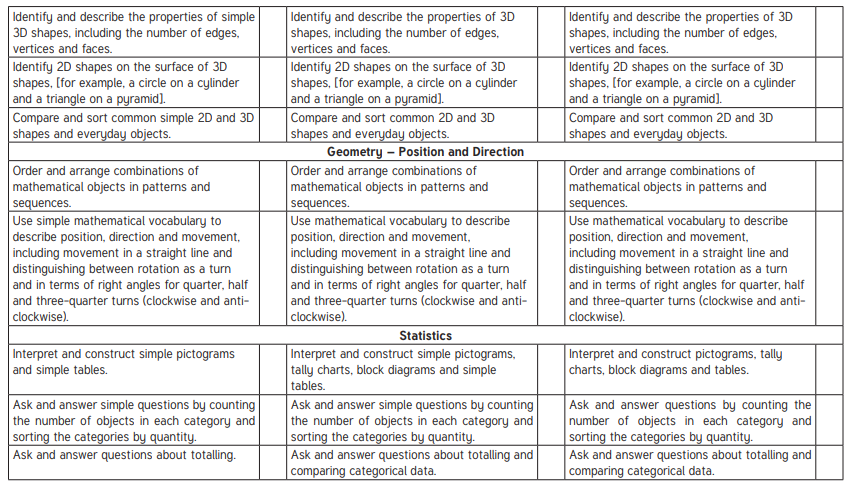 Identify and describe the properties of simple
3D shapes, including the number of edges,
vertices and faces.
Identify and describe the properties of 3D
shapes, including the number of edges,
vertices and faces.
Identify and describe the properties of 3D
shapes, including the number of edges,
vertices and faces.
Identify 2D shapes on the surface of 3D
shapes, [for example, a circle on a cylinder
and a triangle on a pyramid].
Identify 2D shapes on the surface of 3D
shapes, [for example, a circle on a cylinder
and a triangle on a pyramid].
Identify 2D shapes on the surface of 3D
shapes, [for example, a circle on a cylinder
and a triangle on a pyramid].
Compare and sort common simple 2D and 3D
shapes and everyday objects.
Compare and sort common 2D and 3D
shapes and everyday objects.
Compare and sort common 2D and 3D
shapes and everyday objects.
Geometry – Position and Direction
Order and arrange combinations of
mathematical objects in patterns and
sequences.
Order and arrange combinations of
mathematical objects in patterns and
sequences.
Order and arrange combinations of
mathematical objects in patterns and
sequences.
Use simple mathematical vocabulary to
describe position, direction and movement,
including movement in a straight line and
distinguishing between rotation as a turn
and in terms of right angles for quarter, half
and three-quarter turns (clockwise and anti-
clockwise).
Use mathematical vocabulary to describe
position, direction and movement,
including movement in a straight line and
distinguishing between rotation as a turn
and in terms of right angles for quarter, half
and three-quarter turns (clockwise and anti-
clockwise).
Use mathematical vocabulary to describe
position, direction and movement,
including movement in a straight line and
distinguishing between rotation as a turn
and in terms of right angles for quarter, half
and three-quarter turns (clockwise and anti-
clockwise).
Statistics
Interpret and construct simple pictograms
and simple tables.
Interpret and construct simple pictograms,
tally charts, block diagrams and simple
tables.
Interpret and construct pictograms, tally
charts, block diagrams and tables.
Ask and answer simple questions by counting
the number of objects in each category and
sorting the categories by quantity.
Ask and answer simple questions by counting
the number of objects in each category and
sorting the categories by quantity.
Ask and answer questions by counting the
number of objects in each category and
sorting the categories by quantity.
Ask and answer questions about totalling.
Ask and answer questions about totalling and
comparing categorical data.
Ask and answer questions about totalling and
comparing categorical data.